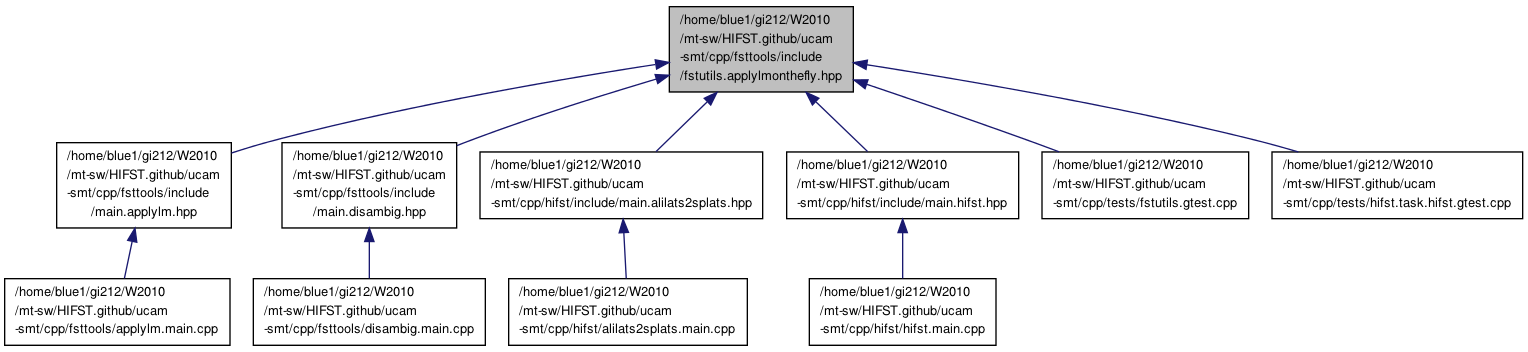 /home/blue1/gi212/W2010
/mt-sw/HIFST.github/ucam
-smt/cpp/fsttools/include
/fstutils.applylmonthefly.hpp
/home/blue1/gi212/W2010
/mt-sw/HIFST.github/ucam
-smt/cpp/fsttools/include
/main.applylm.hpp
/home/blue1/gi212/W2010
/mt-sw/HIFST.github/ucam
-smt/cpp/fsttools/include
/main.disambig.hpp
/home/blue1/gi212/W2010
/mt-sw/HIFST.github/ucam
-smt/cpp/hifst/include/main.alilats2splats.hpp
/home/blue1/gi212/W2010
/mt-sw/HIFST.github/ucam
-smt/cpp/hifst/include/main.hifst.hpp
/home/blue1/gi212/W2010
/mt-sw/HIFST.github/ucam
-smt/cpp/tests/fstutils.gtest.cpp
/home/blue1/gi212/W2010
/mt-sw/HIFST.github/ucam
-smt/cpp/tests/hifst.task.hifst.gtest.cpp
/home/blue1/gi212/W2010
/mt-sw/HIFST.github/ucam
-smt/cpp/fsttools/applylm.main.cpp
/home/blue1/gi212/W2010
/mt-sw/HIFST.github/ucam
-smt/cpp/fsttools/disambig.main.cpp
/home/blue1/gi212/W2010
/mt-sw/HIFST.github/ucam
-smt/cpp/hifst/alilats2splats.main.cpp
/home/blue1/gi212/W2010
/mt-sw/HIFST.github/ucam
-smt/cpp/hifst/hifst.main.cpp